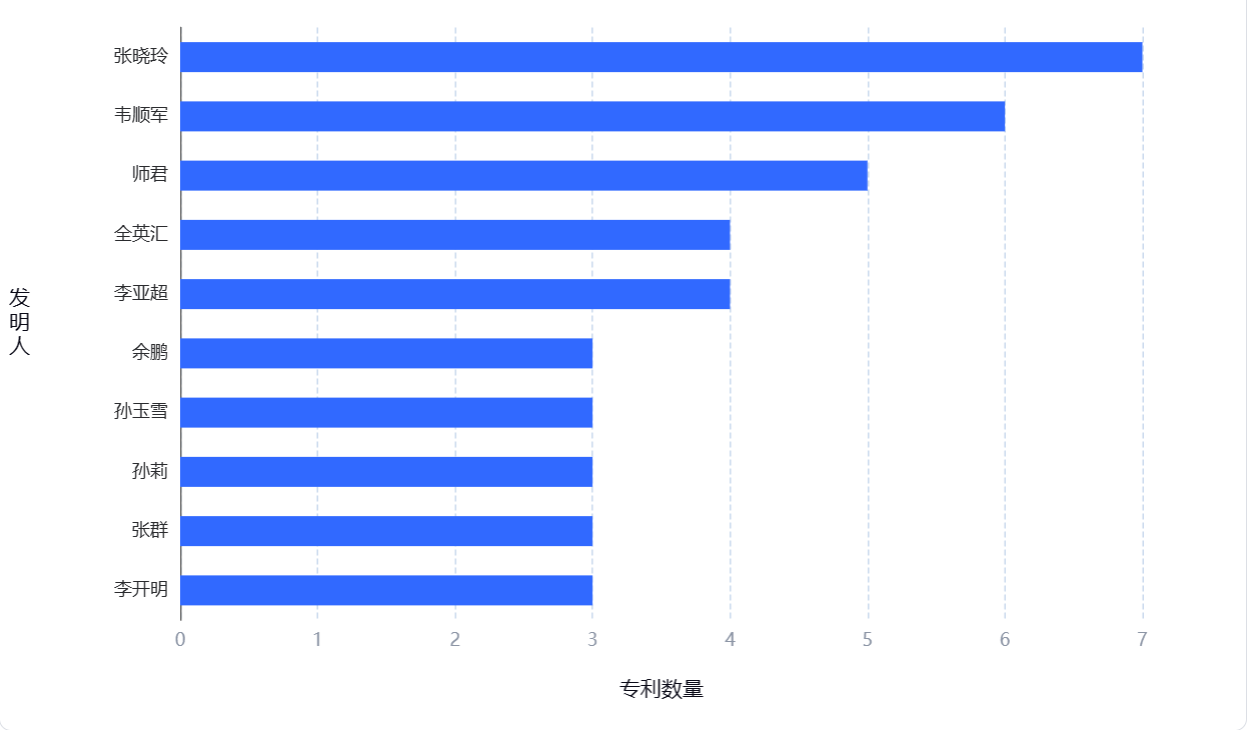 张晓玲
韦顺军
师君
全英汇
李亚超
余鹏
孙玉雪
孙莉
张群
李开明
发明人
0 1 2 3 4 5 6 7
专利数量